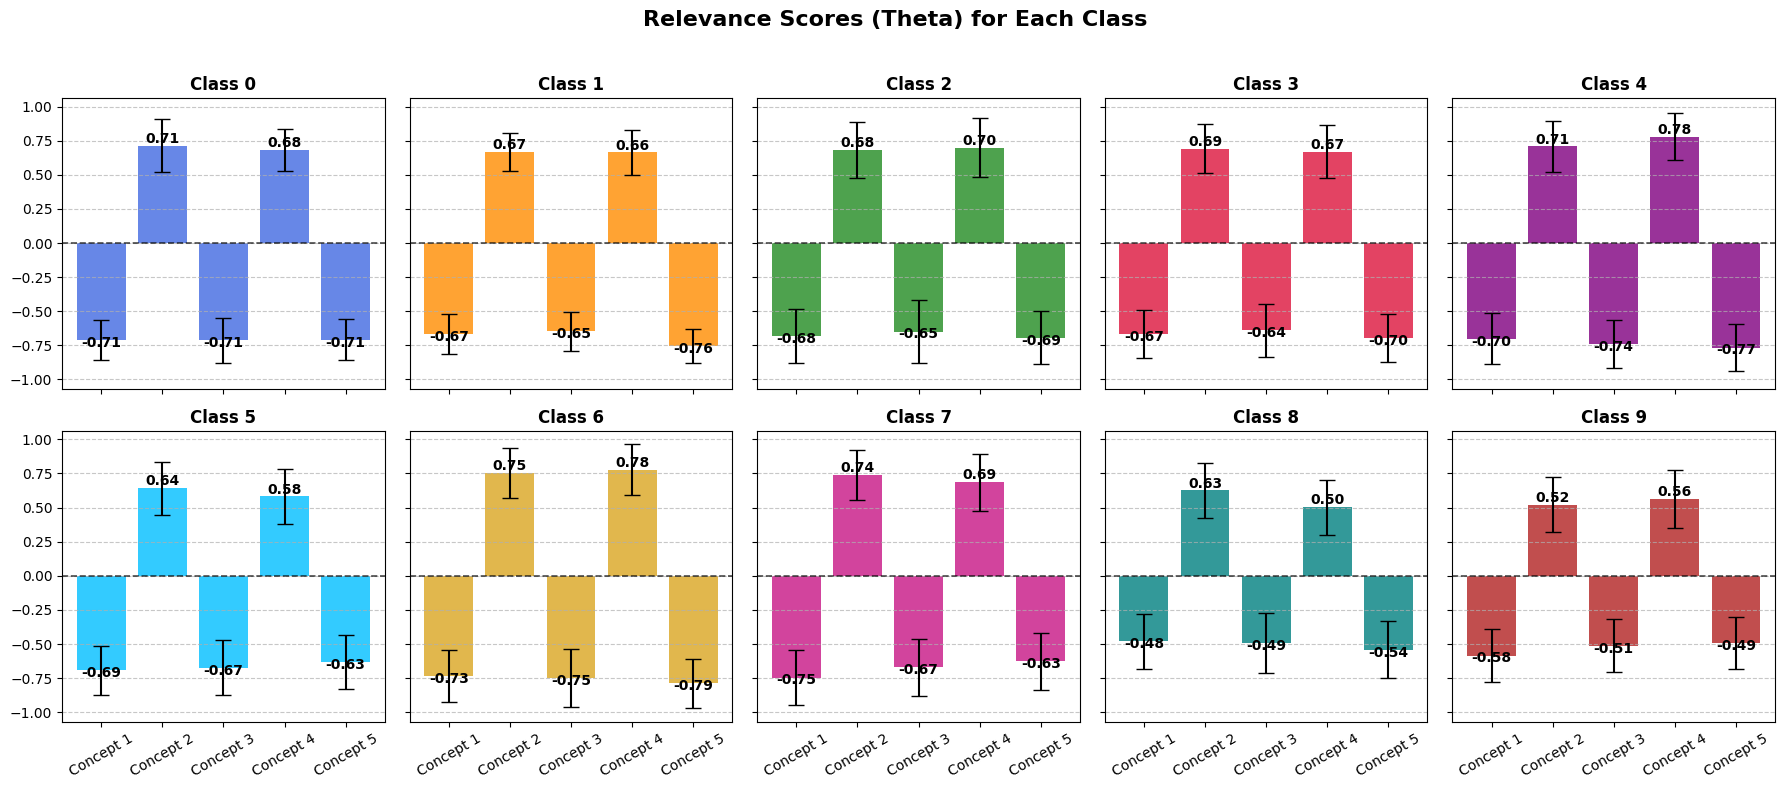 Relevance Scores (Theta) for Each Class
Class 0
Class 1
Class 2
Class 3
Class 4
1.00
0.75
0.50
0.25
0.00
−0.25
−0.50
−0.75
−1.00
-0.71
0.71
-0.71
0.68
-0.71
-0.67
0.67
-0.65
0.66
-0.76
-0.68
0.68
-0.65
0.70
-0.69
-0.67
0.69
-0.64
0.67
-0.70
-0.70
0.71
-0.74
0.78
-0.77
Class 5
Class 6
Class 7
Class 8
Class 9
1.00
0.75
0.50
0.25
0.00
−0.25
−0.50
−0.75
−1.00
-0.69
0.64
-0.67
0.58
-0.63
-0.73
0.75
-0.75
0.78
-0.79
-0.75
0.74
-0.67
0.69
-0.63
-0.48
0.63
-0.49
0.50
-0.54
-0.58
0.52
-0.51
0.56
-0.49
Concept 1
Concept 2
Concept 3
Concept 4
Concept 5
Concept 1
Concept 2
Concept 3
Concept 4
Concept 5
Concept 1
Concept 2
Concept 3
Concept 4
Concept 5
Concept 1
Concept 2
Concept 3
Concept 4
Concept 5
Concept 1
Concept 2
Concept 3
Concept 4
Concept 5